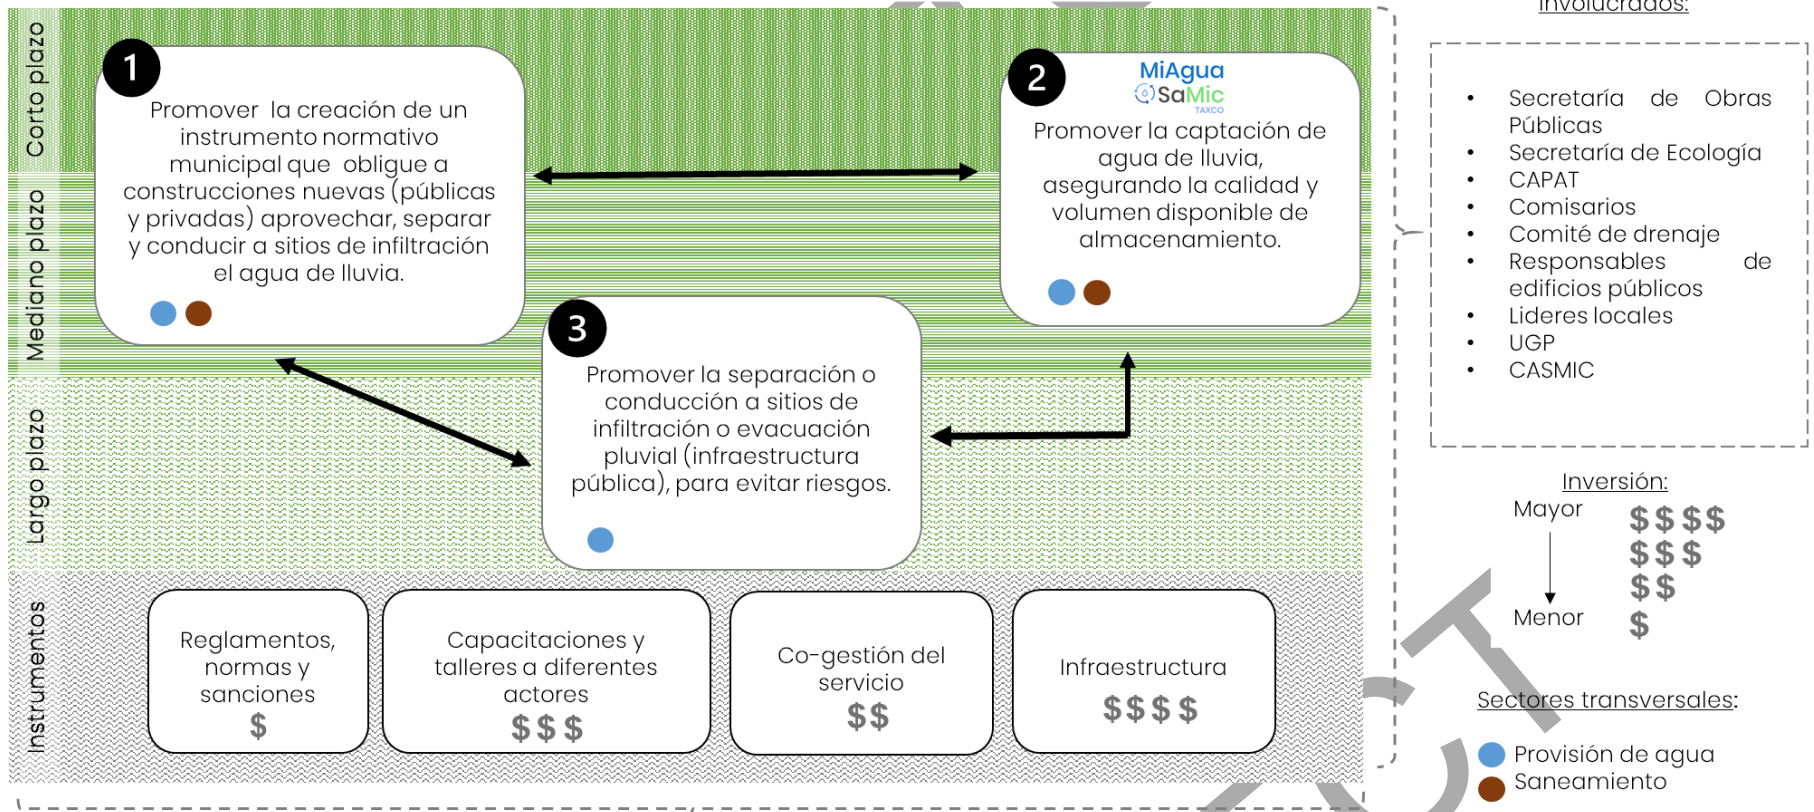 Involucrados:
Corto plazo
1
Promover la creación de un
instrumento normativo
municipal que obligue a
construcciones nuevas (públicas
y privadas) aprovechar, separar
y conducir a sitios de infiltración
el agua de lluvia.
2
MiAgua
SaMic
TAXCO
Promover la captación de
agua de lluvia,
asegurando la calidad y
volumen disponible de
almacenamiento.
Mediano plazo
3
Promover la separación o
conducción a sitios de
infiltración o evacuación
pluvial (infraestructura
pública), para evitar riesgos.
Largo plazo
Instrumentos
Reglamentos,
normas y
sanciones
$
Capacitaciones y
talleres a diferentes
actores
$$$
Co-gestión del
servicio
$$
Infraestructura
$$$$
• Secretaría de Obras
Públicas
• Secretaría de Ecología
• CAPAT
• Comisarios
• Comité de drenaje
• Responsables de
edificios públicos
• Lideres locales
• UGP
• CASMIC
Inversión:
Mayor
$$$$
$$$
$$
Menor
$
Sectores transversales:
Provisión de agua
Saneamiento